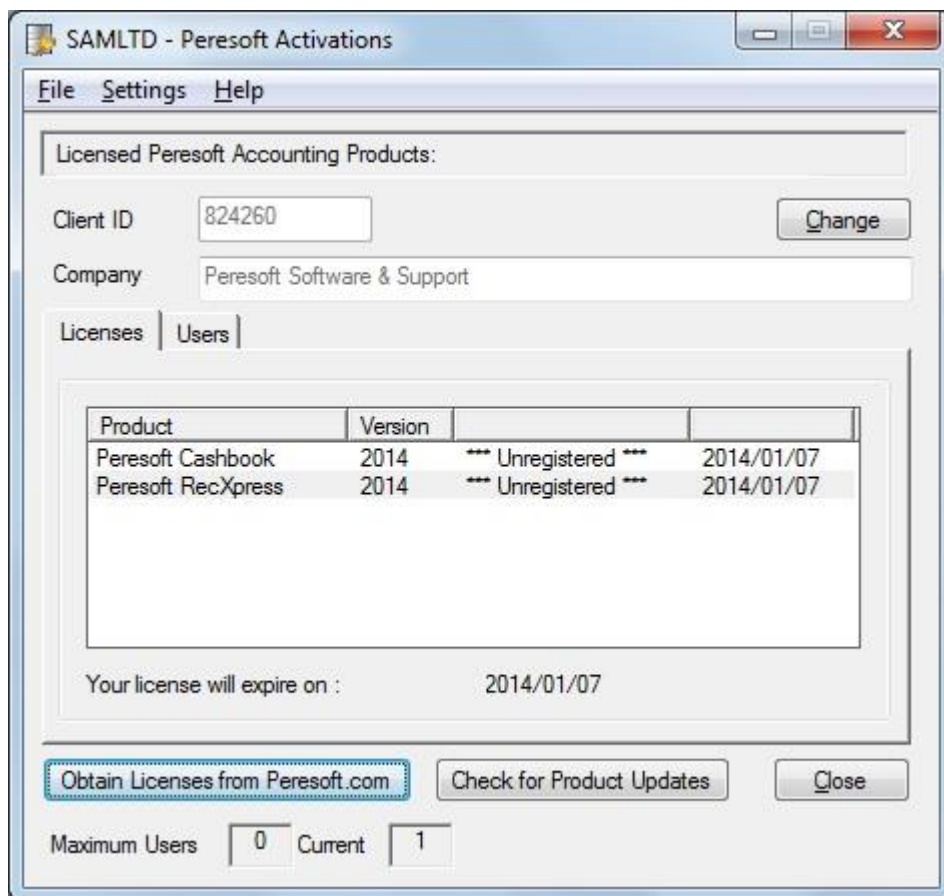 SAMLTD - Peresoft Activations
File Settings Help
Licensed Peresoft Accounting Products:
Client ID 824260 Change
Company Peresoft Software & Support
Licenses Users
Product Version
Peresoft Cashbook 2014 *** Unregistered *** 2014/01/07
Peresoft RecXpress 2014 *** Unregistered *** 2014/01/07
Your license will expire on : 2014/01/07
Obtain Licenses from Peresoft.com Check for Product Updates Close
Maximum Users 0 Current 1